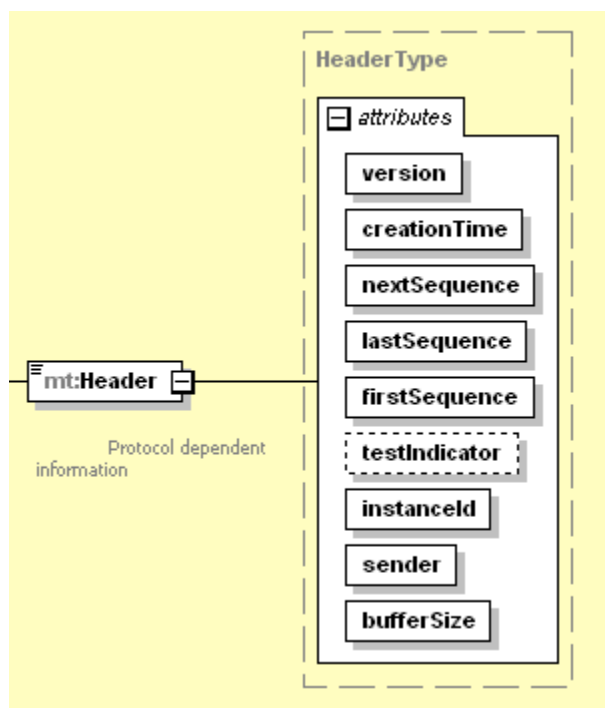 HeaderType
attributes
version
creationTime
nextSequence
lastSequence
firstSequence
testIndicator
instanceId
sender
bufferSize
mt:Header
Protocol dependent
information